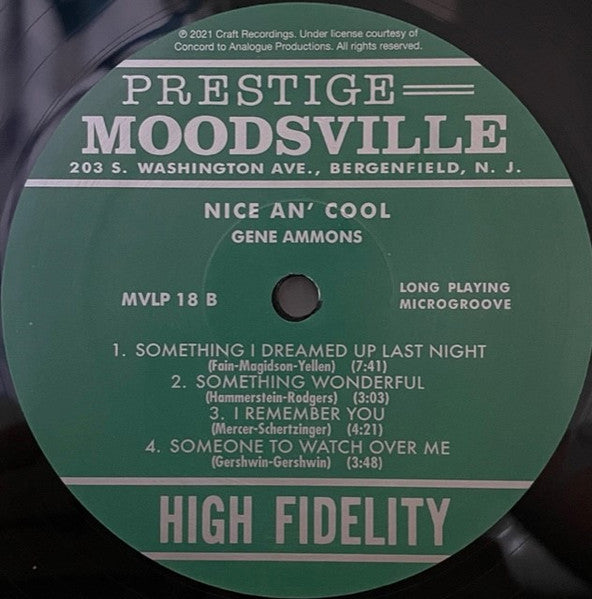 ℗ 2021 Craft Recordings. Under license courtesy of
Concord to Analogue Productions. All rights reserved.
PRESTIGE
MOODSVILLE
203 S. WASHINGTON AVE., BERGENFIELD, N. J.
NICE AN' COOL
GENE AMMONS
MVLP 18 B
LONG PLAYING
MICROGROOVE
1. SOMETHING I DREAMED UP LAST NIGHT
(Fain-Magidson-Yellen) (7:41)
2. SOMETHING WONDERFUL
(Hammerstein-Rodgers) (3:03)
3. I REMEMBER YOU
(Mercer-Schertzinger) (4:21)
4. SOMEONE TO WATCH OVER ME
(Gershwin-Gershwin) (3:48)
HIGH FIDELITY